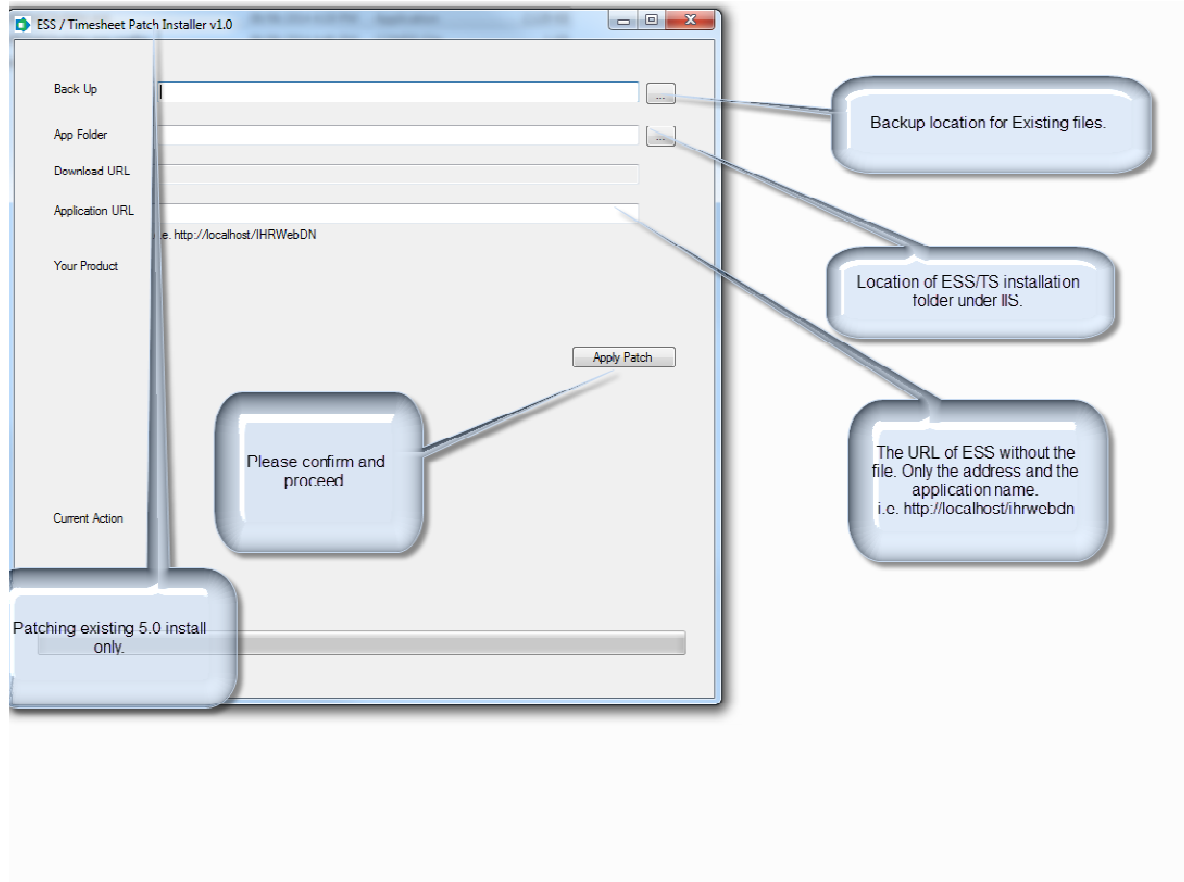 ESS / Timesheet Patch Installer v1.0
Back Up
...
App Folder
...
Download URL
Application URL
.e. http://localhost/IHRWebDN
Your Product
Apply Patch
Current Action
Backup location for Existing files.
Location of ESS/TS installation
folder under IIS.
The URL of ESS without the
file. Only the address and the
application name.
i.e. http://localhost/ihrwebdn
Please confirm and
proceed
Patching existing 5.0 install
only.